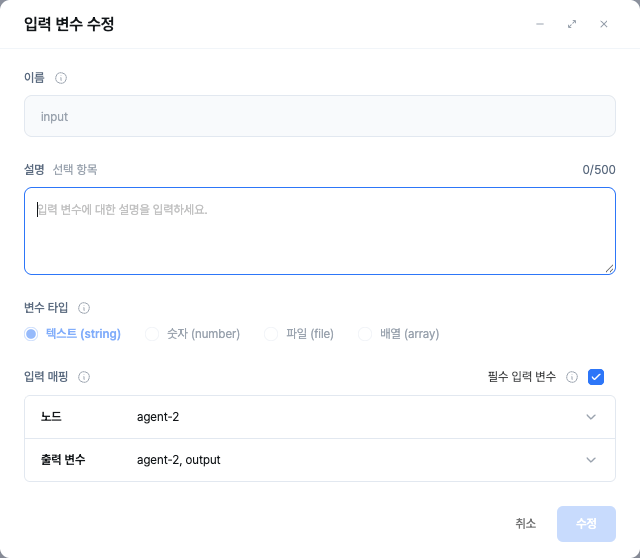 입력 변수 수정
이름
input
설명 선택 항목 0/500
입력 변수에 대한 설명을 입력하세요.
변수 타입
텍스트 (string) 숫자 (number) 파일 (file) 배열 (array)
입력 매핑 필수 입력 변수
노드 agent-2
출력 변수 agent-2, output
취소 수정